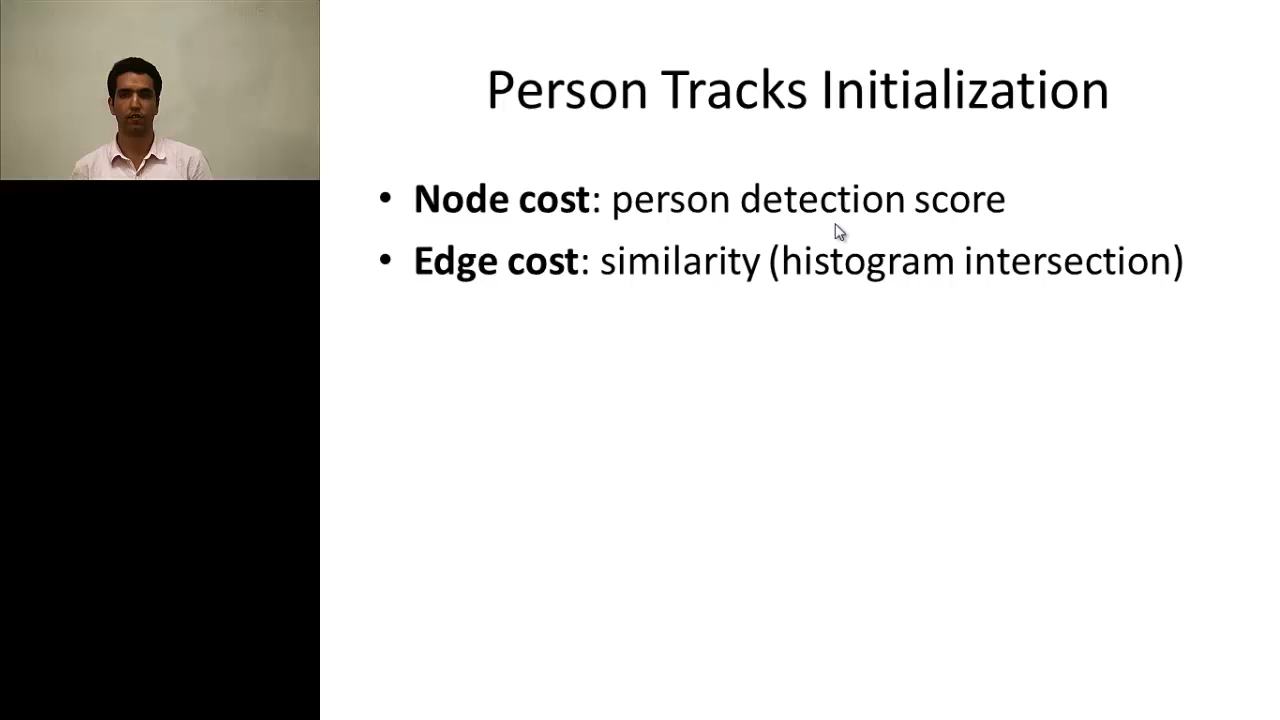 Person Tracks Initialization
• Node cost: person detection score
• Edge cost: similarity (histogram intersection)